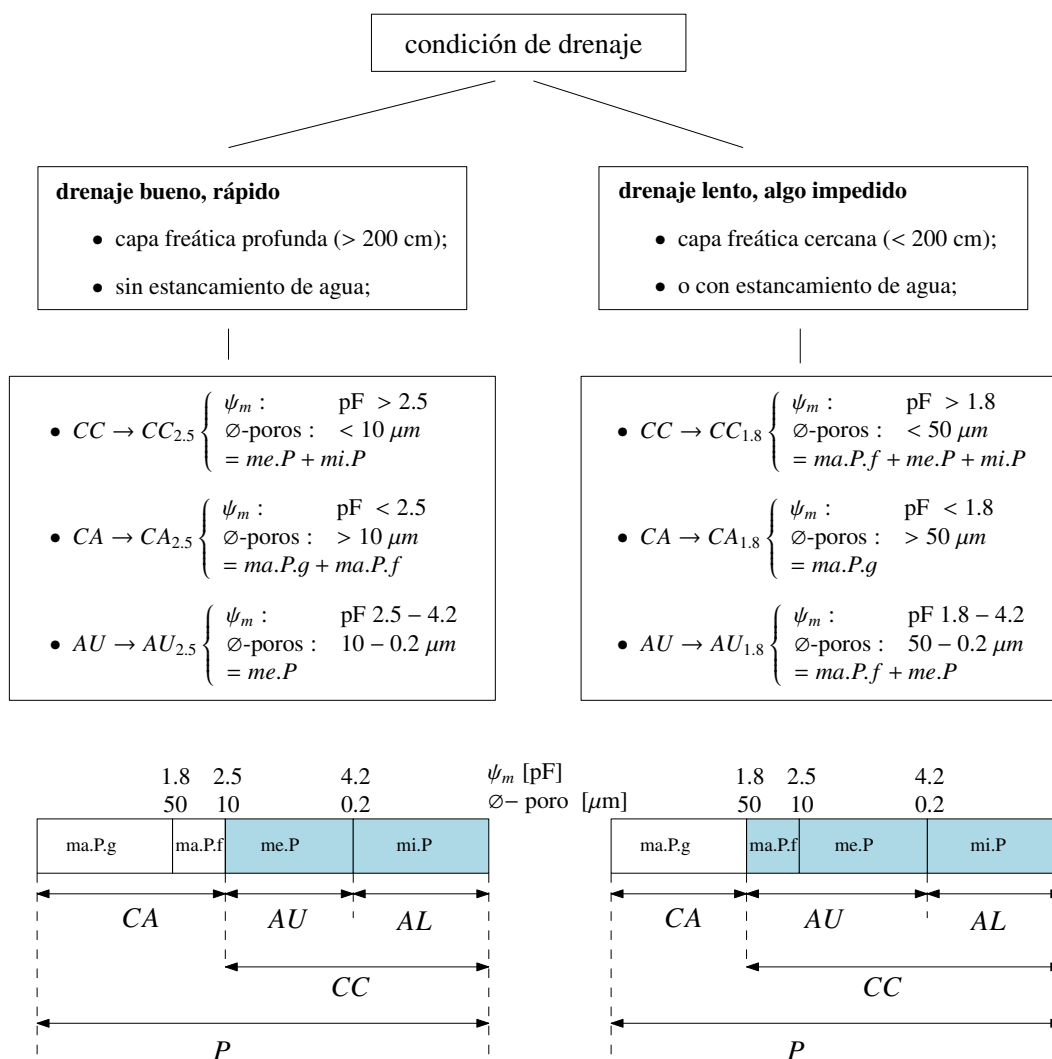 condición de drenaje
drenaje bueno, rápido
• capa freática profunda (> 200 cm);
• sin estancamiento de agua;
drenaje lento, algo impedido
• capa freática cercana (< 200 cm);
• o con estancamiento de agua;
• CC → CC₂.₅ { ψₘ : pF > 2.5
∅-poros : < 10 μm
= me.P + mi.P
• CA → CA₂.₅ { ψₘ : pF < 2.5
∅-poros : > 10 μm
= ma.P.g + ma.P.f
• AU → AU₂.₅ { ψₘ : pF 2.5 – 4.2
∅-poros : 10 – 0.2 μm
= me.P
• CC → CC₁.₈ { ψₘ : pF > 1.8
∅-poros : < 50 μm
= ma.P.f + me.P + mi.P
• CA → CA₁.₈ { ψₘ : pF < 1.8
∅-poros : > 50 μm
= ma.P.g
• AU → AU₁.₈ { ψₘ : pF 1.8 – 4.2
∅-poros : 50 – 0.2 μm
= ma.P.f + me.P
1.8 2.5 4.2 ψₘ [pF]
50 10 0.2 ∅– poro [μm]
ma.P.g ma.P.f me.P mi.P
CA AU AL
CC
P
1.8 2.5 4.2
50 10 0.2
ma.P.g ma.P.f me.P mi.P
CA AU AL
CC
P